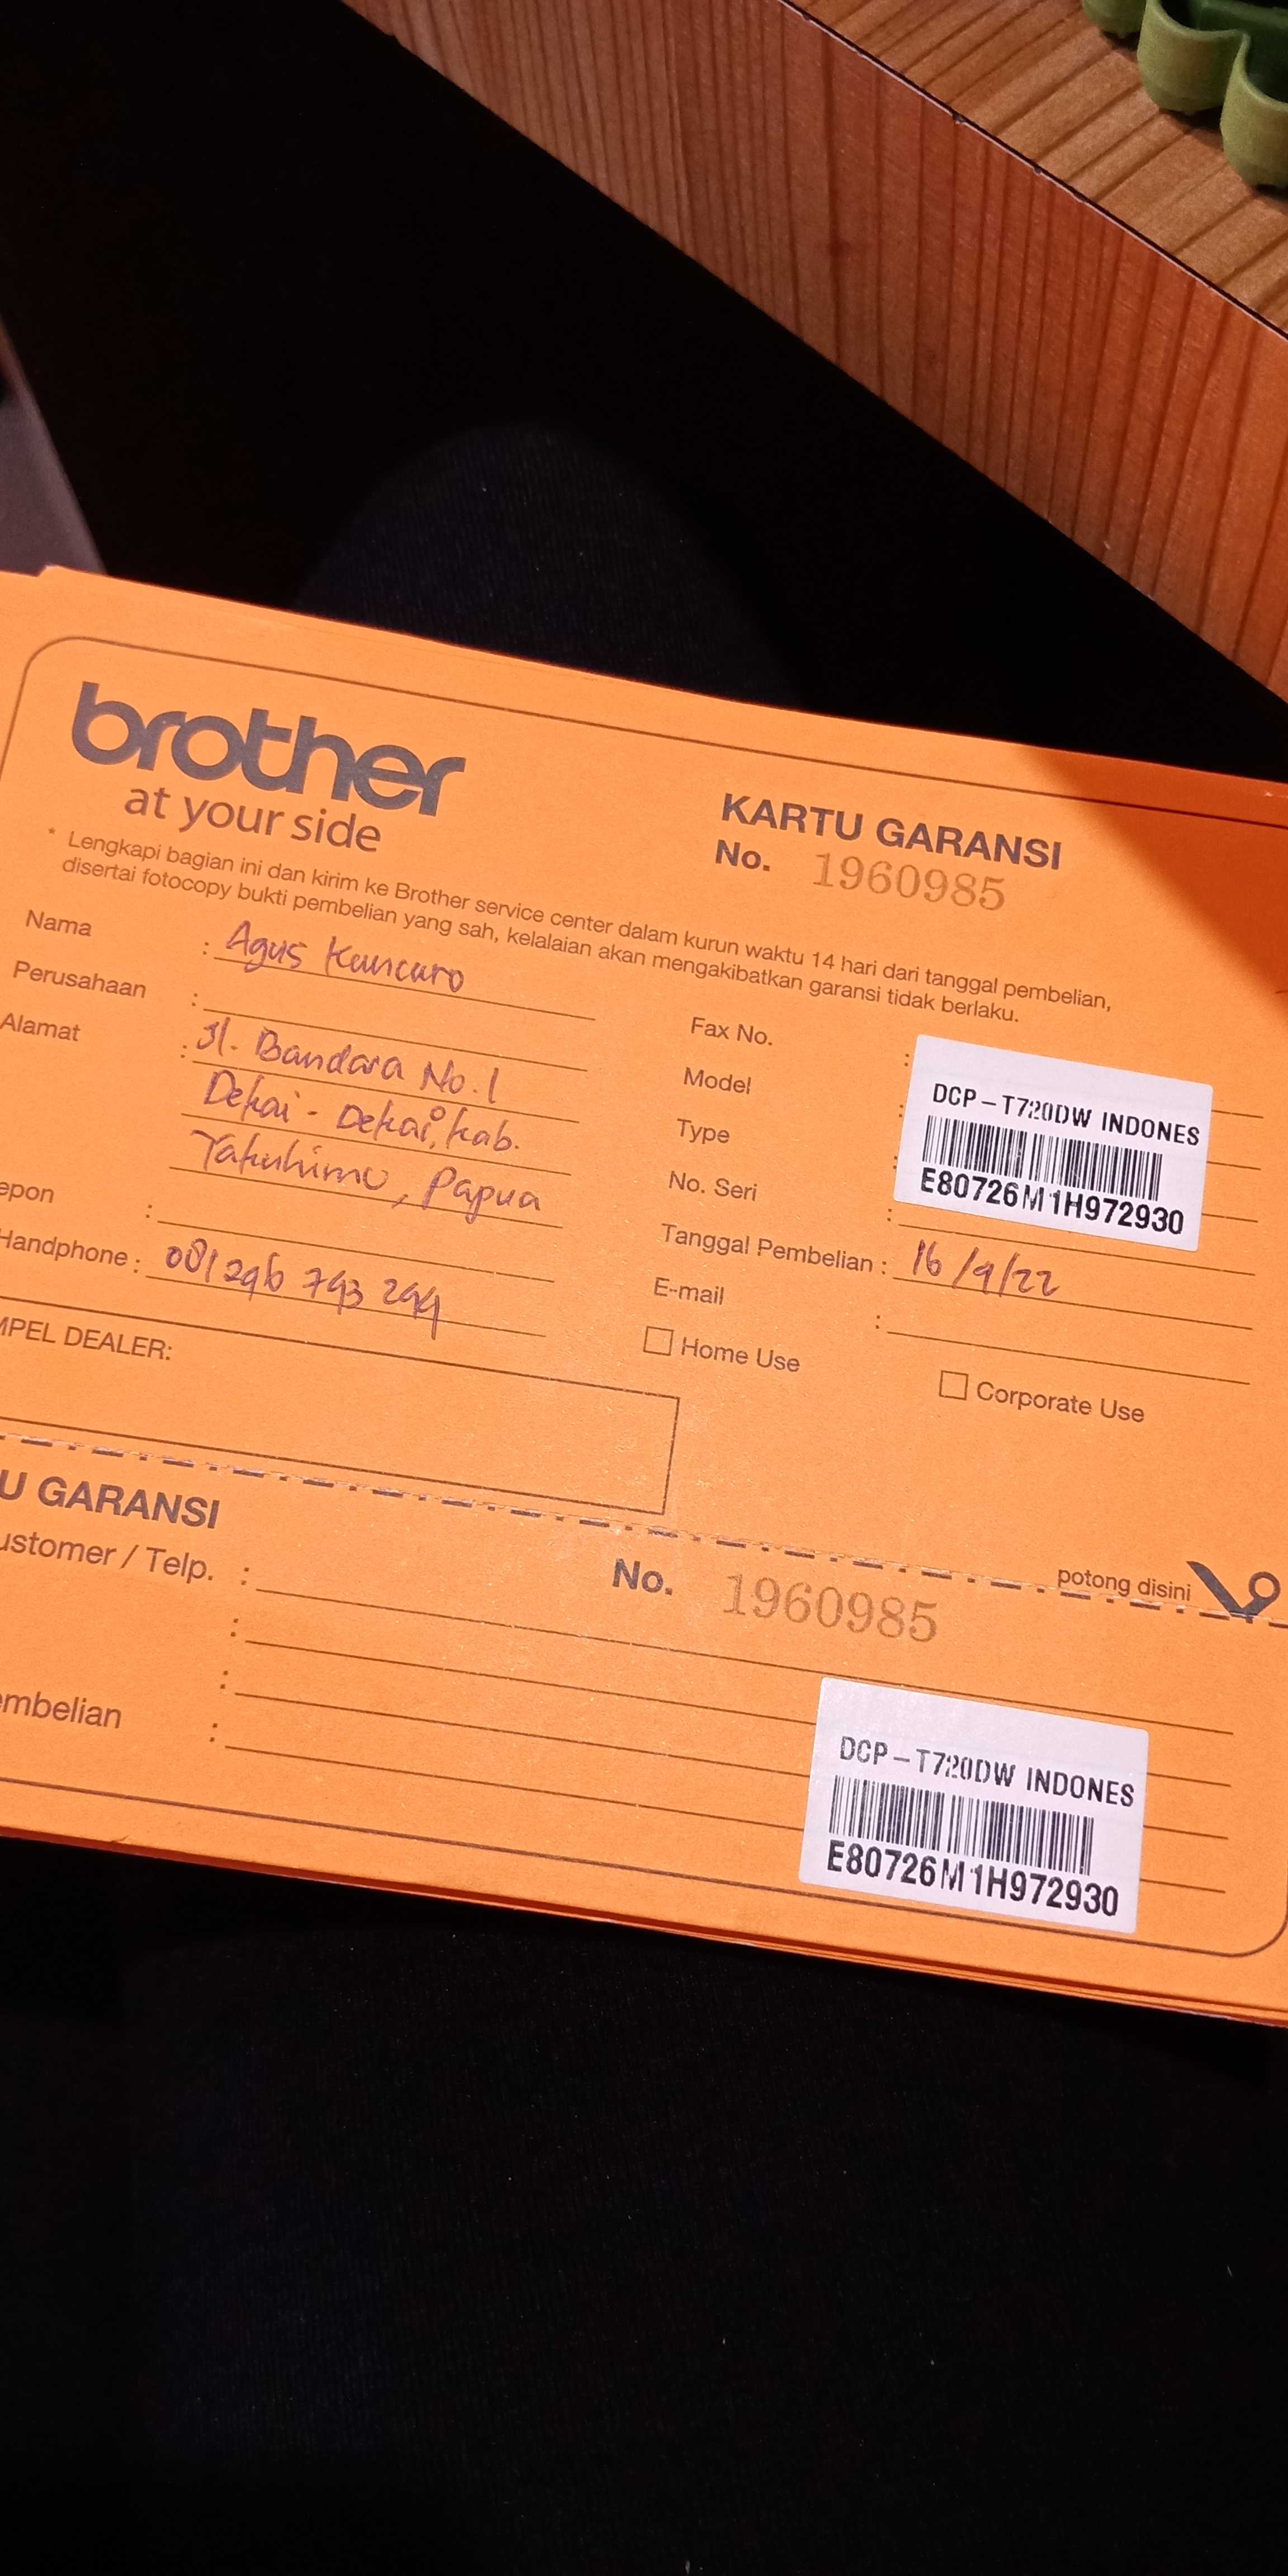 brother
at your side
KARTU GARANSI
No. 1960985
* Lengkapi bagian ini dan kirim ke Brother service center dalam kurun waktu 14 hari dari tanggal pembelian,
disertai fotocopy bukti pembelian yang sah, kelalaian akan mengakibatkan garansi tidak berlaku.
Nama : Agus Kuncoro
Perusahaan :
Alamat : Jl. Bandara No. 1
Dekai - Dekai, kab.
Yahuhimo, Papua
epon :
Handphone : 081 296 793 299
MPEL DEALER:
Fax No. :
Model :
Type :
No. Seri :
DCP-T720DW INDONES
E80726M1H972930
Tanggal Pembelian : 16/9/22
E-mail :
Home Use
Corporate Use
potong disini
U GARANSI
No. 1960985
ustomer / Telp. :
:
:
embelian :
DCP-T720DW INDONES
E80726M1H972930